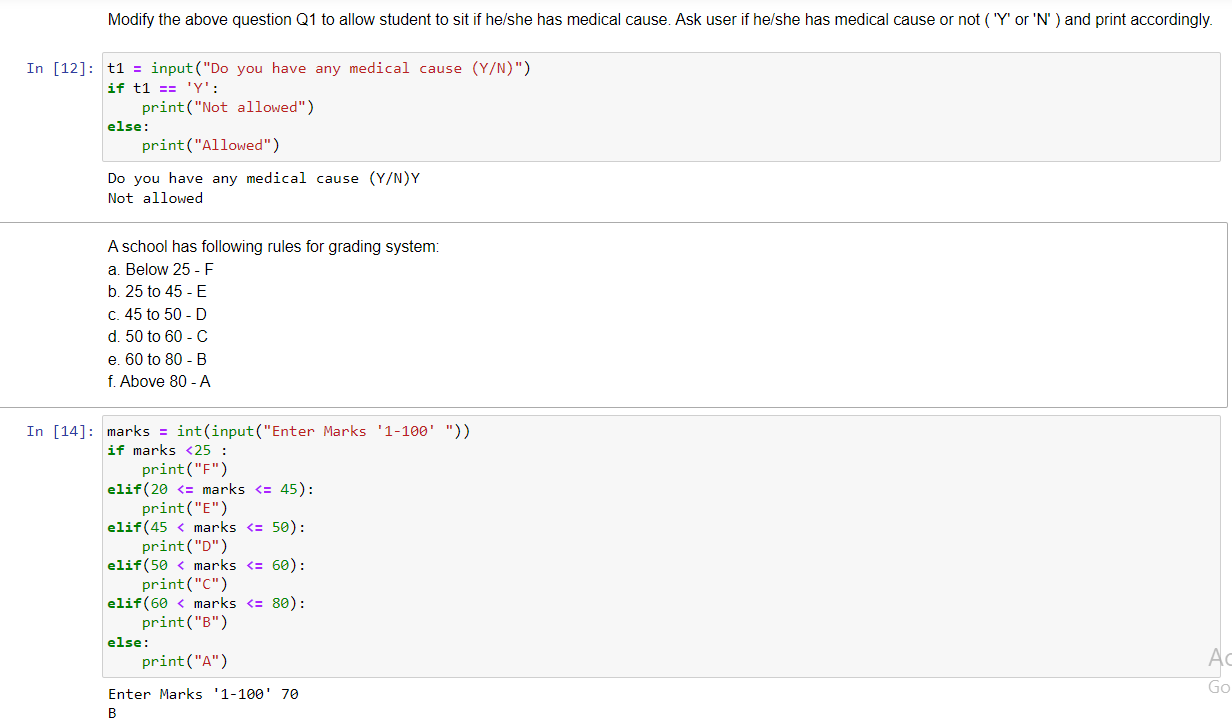 Modify the above question Q1 to allow student to sit if he/she has medical cause. Ask user if he/she has medical cause or not ( 'Y' or 'N' ) and print accordingly.
In [12]: t1 = input("Do you have any medical cause (Y/N)")
if t1 == 'Y':
    print("Not allowed")
else:
    print("Allowed")
Do you have any medical cause (Y/N)Y
Not allowed
A school has following rules for grading system:
a. Below 25 - F
b. 25 to 45 - E
c. 45 to 50 - D
d. 50 to 60 - C
e. 60 to 80 - B
f. Above 80 - A
In [14]: marks = int(input("Enter Marks '1-100' "))
if marks <25 :
    print("F")
elif(20 <= marks <= 45):
    print("E")
elif(45 < marks <= 50):
    print("D")
elif(50 < marks <= 60):
    print("C")
elif(60 < marks <= 80):
    print("B")
else:
    print("A")
Enter Marks '1-100' 70
B